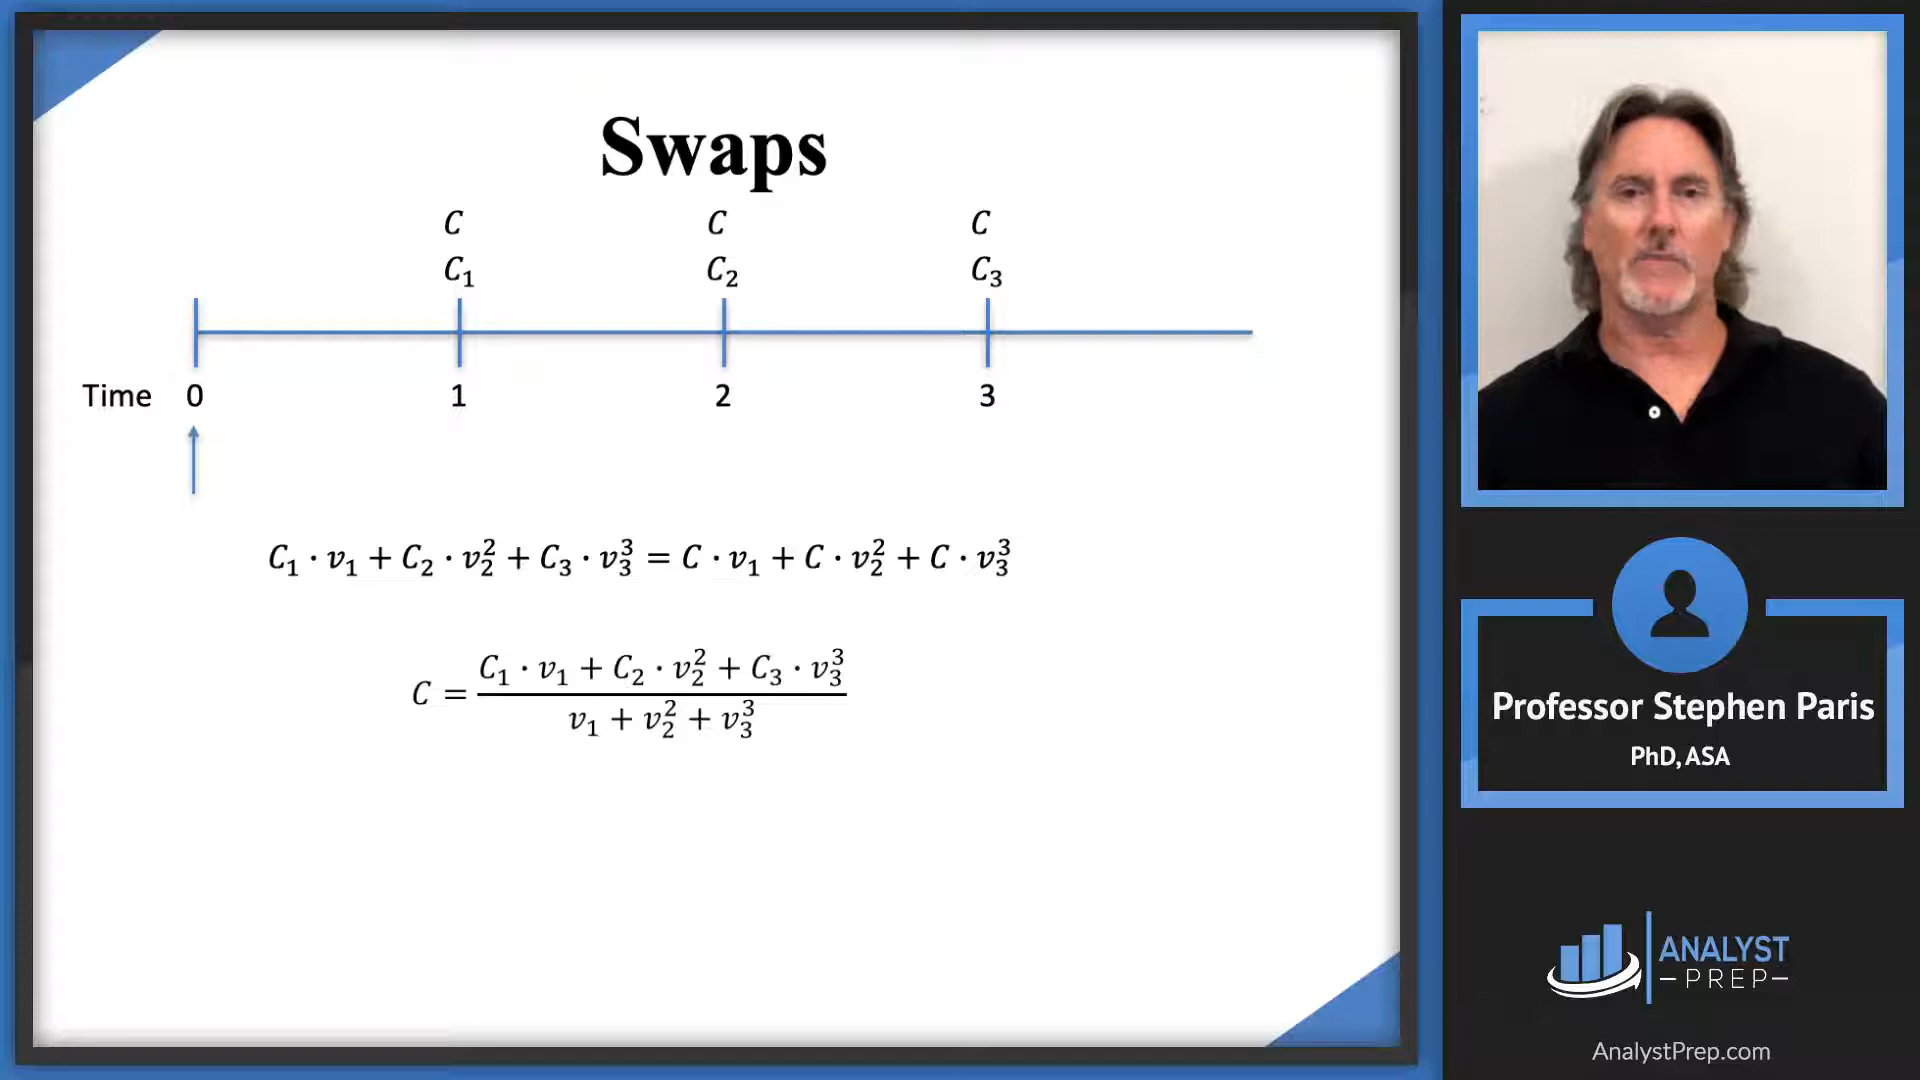 Swaps
C C C
C₁ C₂ C₃
Time 0 1 2 3
C₁ · v₁ + C₂ · v₂² + C₃ · v₃³ = C · v₁ + C · v₂² + C · v₃³
C = (C₁ · v₁ + C₂ · v₂² + C₃ · v₃³) / (v₁ + v₂² + v₃³)
Professor Stephen Paris
PhD, ASA
ANALYST
PREP
AnalystPrep.com